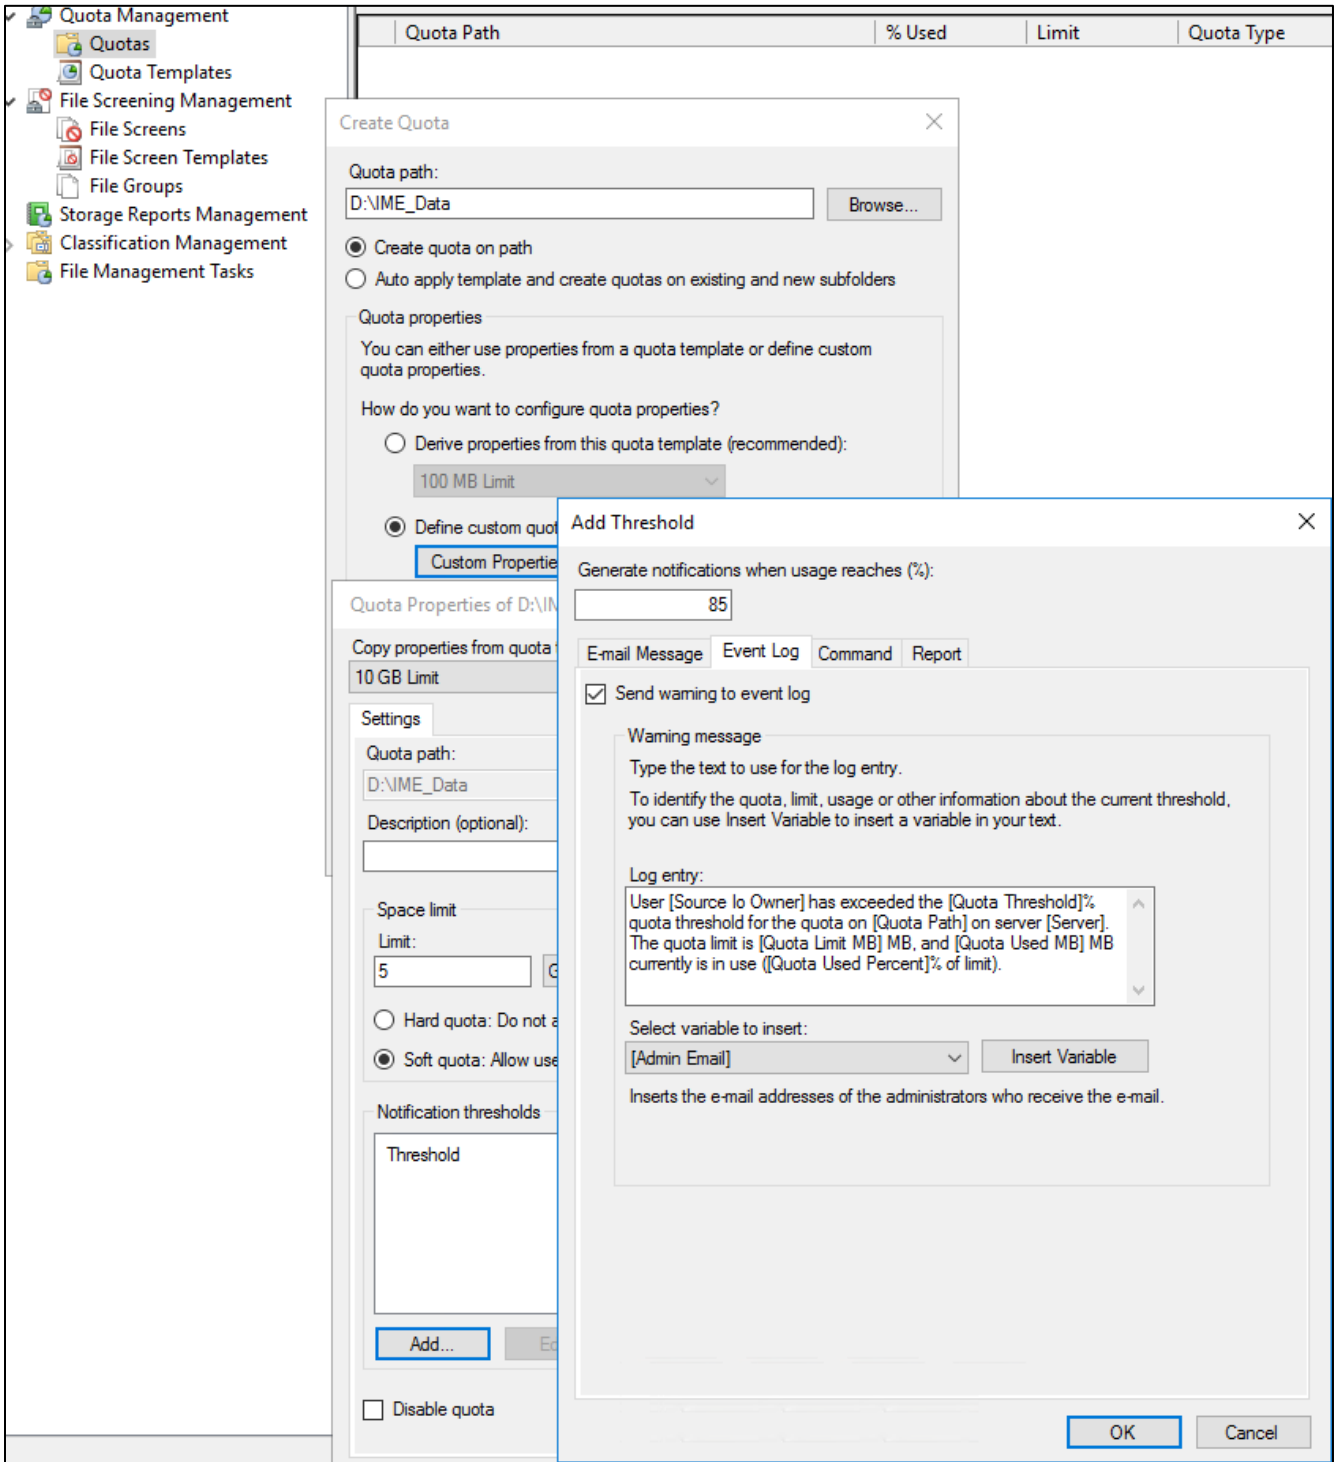 Quota Management
Quotas
Quota Templates
File Screening Management
File Screens
File Screen Templates
File Groups
Storage Reports Management
Classification Management
File Management Tasks
Quota Path % Used Limit Quota Type
Create Quota
Quota path:
D:\IME_Data
Browse...
Create quota on path
Auto apply template and create quotas on existing and new subfolders
Quota properties
You can either use properties from a quota template or define custom
quota properties.
How do you want to configure quota properties?
Derive properties from this quota template (recommended):
100 MB Limit
Define custom quot
Custom Propertie
Quota Properties of D:\IM
Copy properties from quota
10 GB Limit
Settings
Quota path:
D:\IME_Data
Description (optional):
Space limit
Limit:
5
Hard quota: Do not a
Soft quota: Allow use
Notification thresholds
Threshold
Add...
Ed
Disable quota
Add Threshold
Generate notifications when usage reaches (%):
85
E-mail Message Event Log Command Report
Send warning to event log
Warning message
Type the text to use for the log entry.
To identify the quota, limit, usage or other information about the current threshold,
you can use Insert Variable to insert a variable in your text.
Log entry:
User [Source Io Owner] has exceeded the [Quota Threshold]%
quota threshold for the quota on [Quota Path] on server [Server].
The quota limit is [Quota Limit MB] MB, and [Quota Used MB] MB
currently is in use ([Quota Used Percent]% of limit).
Select variable to insert:
[Admin Email]
Insert Variable
Inserts the e-mail addresses of the administrators who receive the e-mail.
OK
Cancel